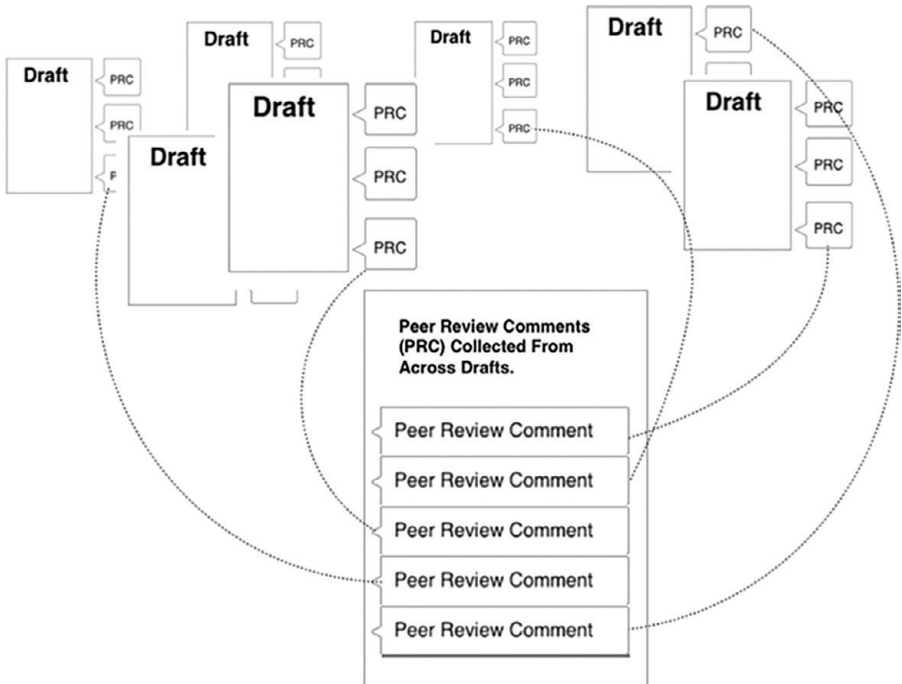 Draft
PRC
PRC
P
Draft
PRC
Draft
Draft
PRC
PRC
PRC
Draft
PRC
PRC
PRC
Draft
PRC
Draft
PRC
PRC
PRC
Peer Review Comments
(PRC) Collected From
Across Drafts.
Peer Review Comment
Peer Review Comment
Peer Review Comment
Peer Review Comment
Peer Review Comment